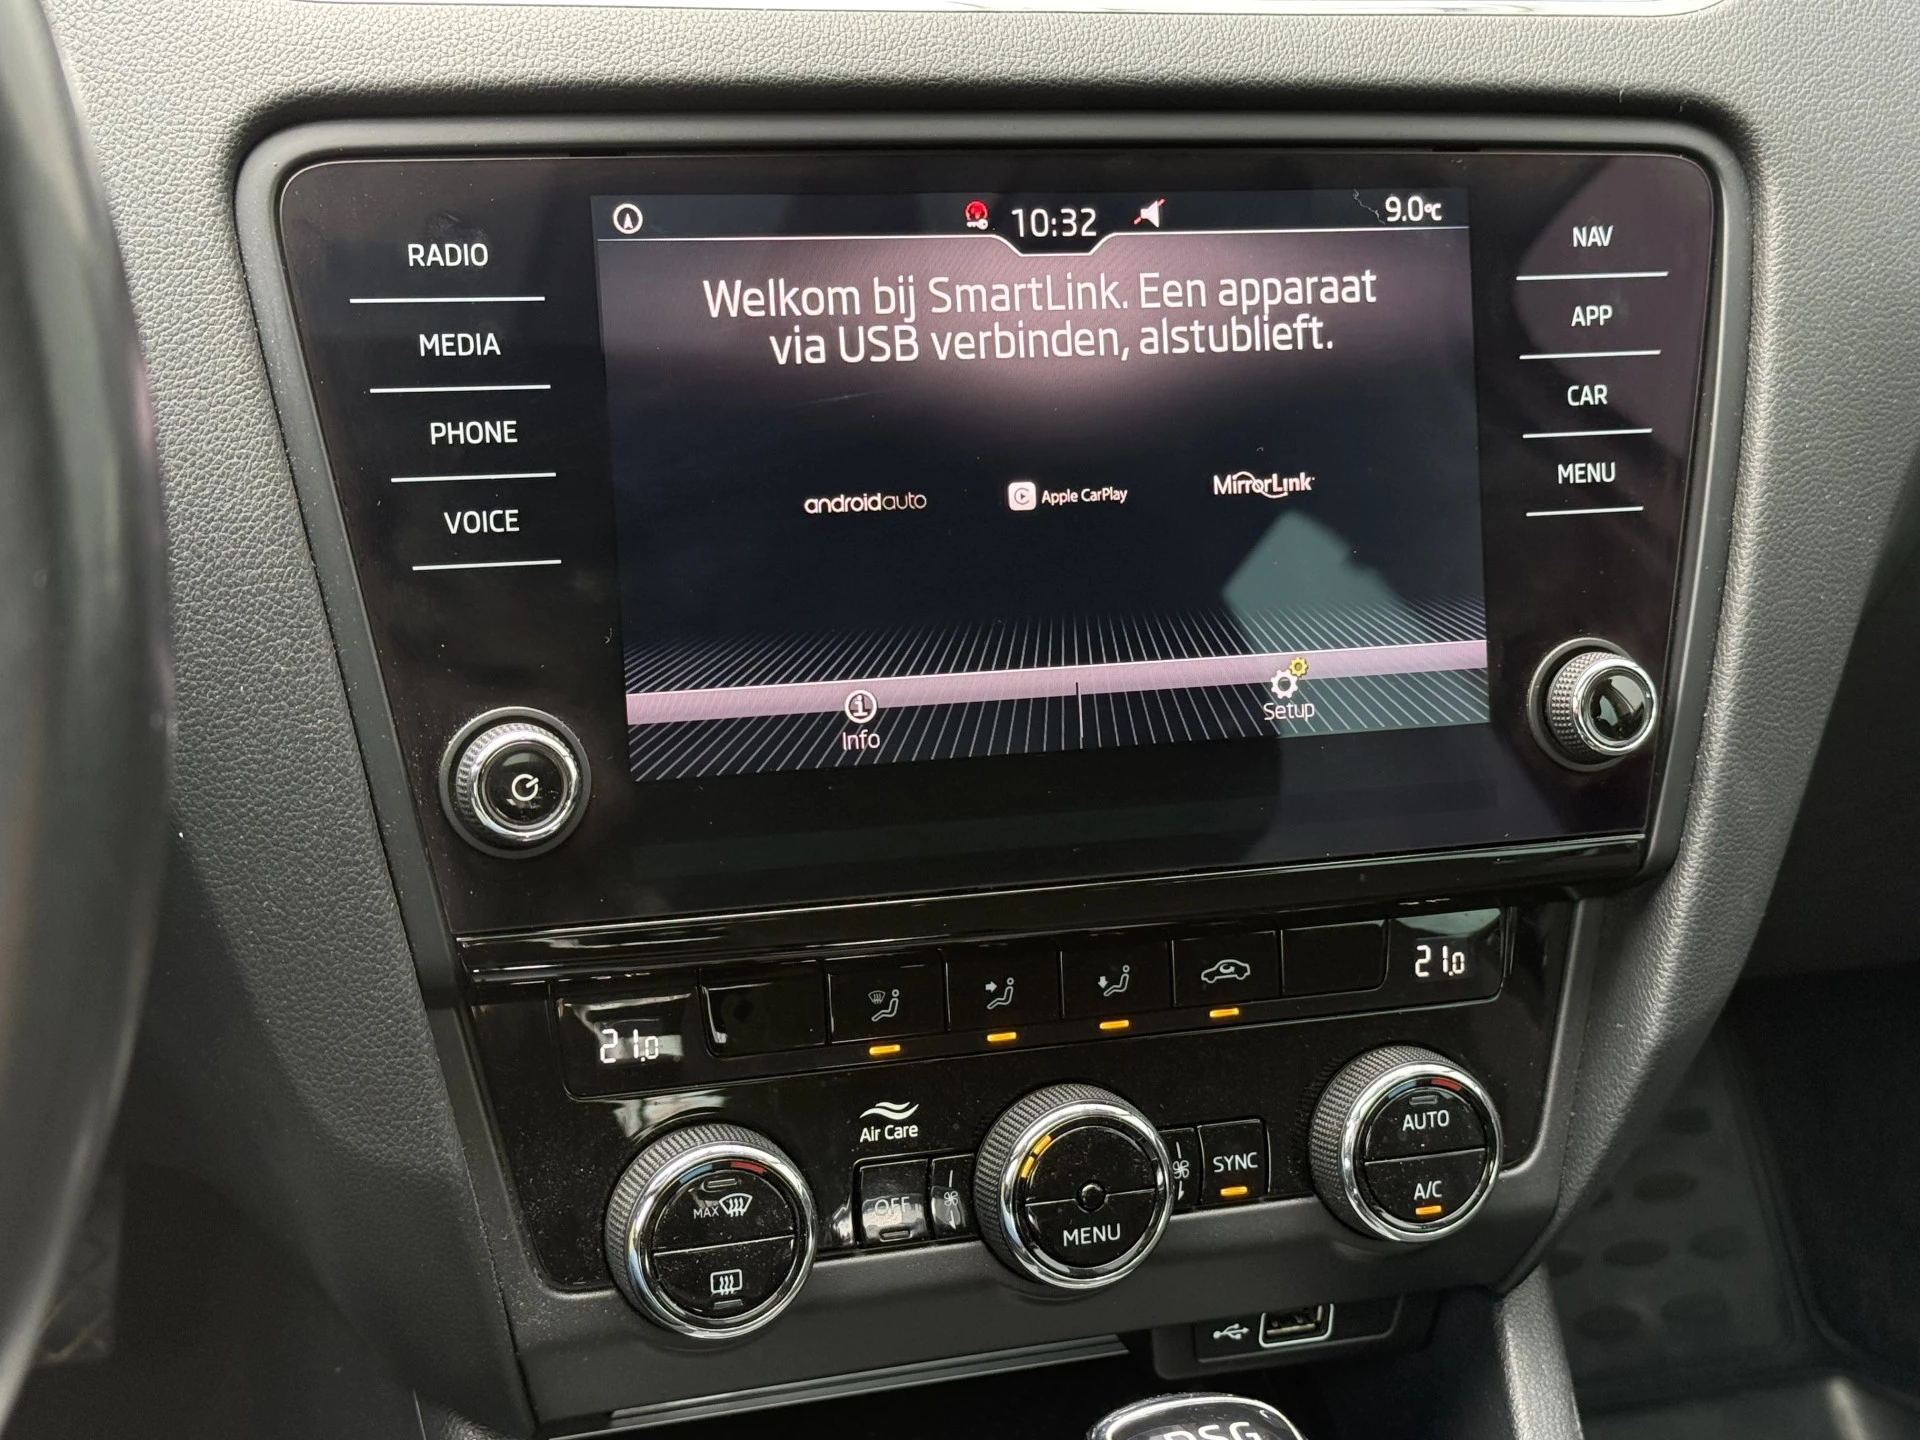 10:32
9.0°C
RADIO
MEDIA
PHONE
VOICE
Welkom bij SmartLink. Een apparaat
via USB verbinden, alstublieft.
androidauto
Apple CarPlay
MirrorLink
Info
Setup
NAV
APP
CAR
MENU
21.0
21.0
Air Care
MAX
OFF
MENU
SYNC
AUTO
A/C
DSG